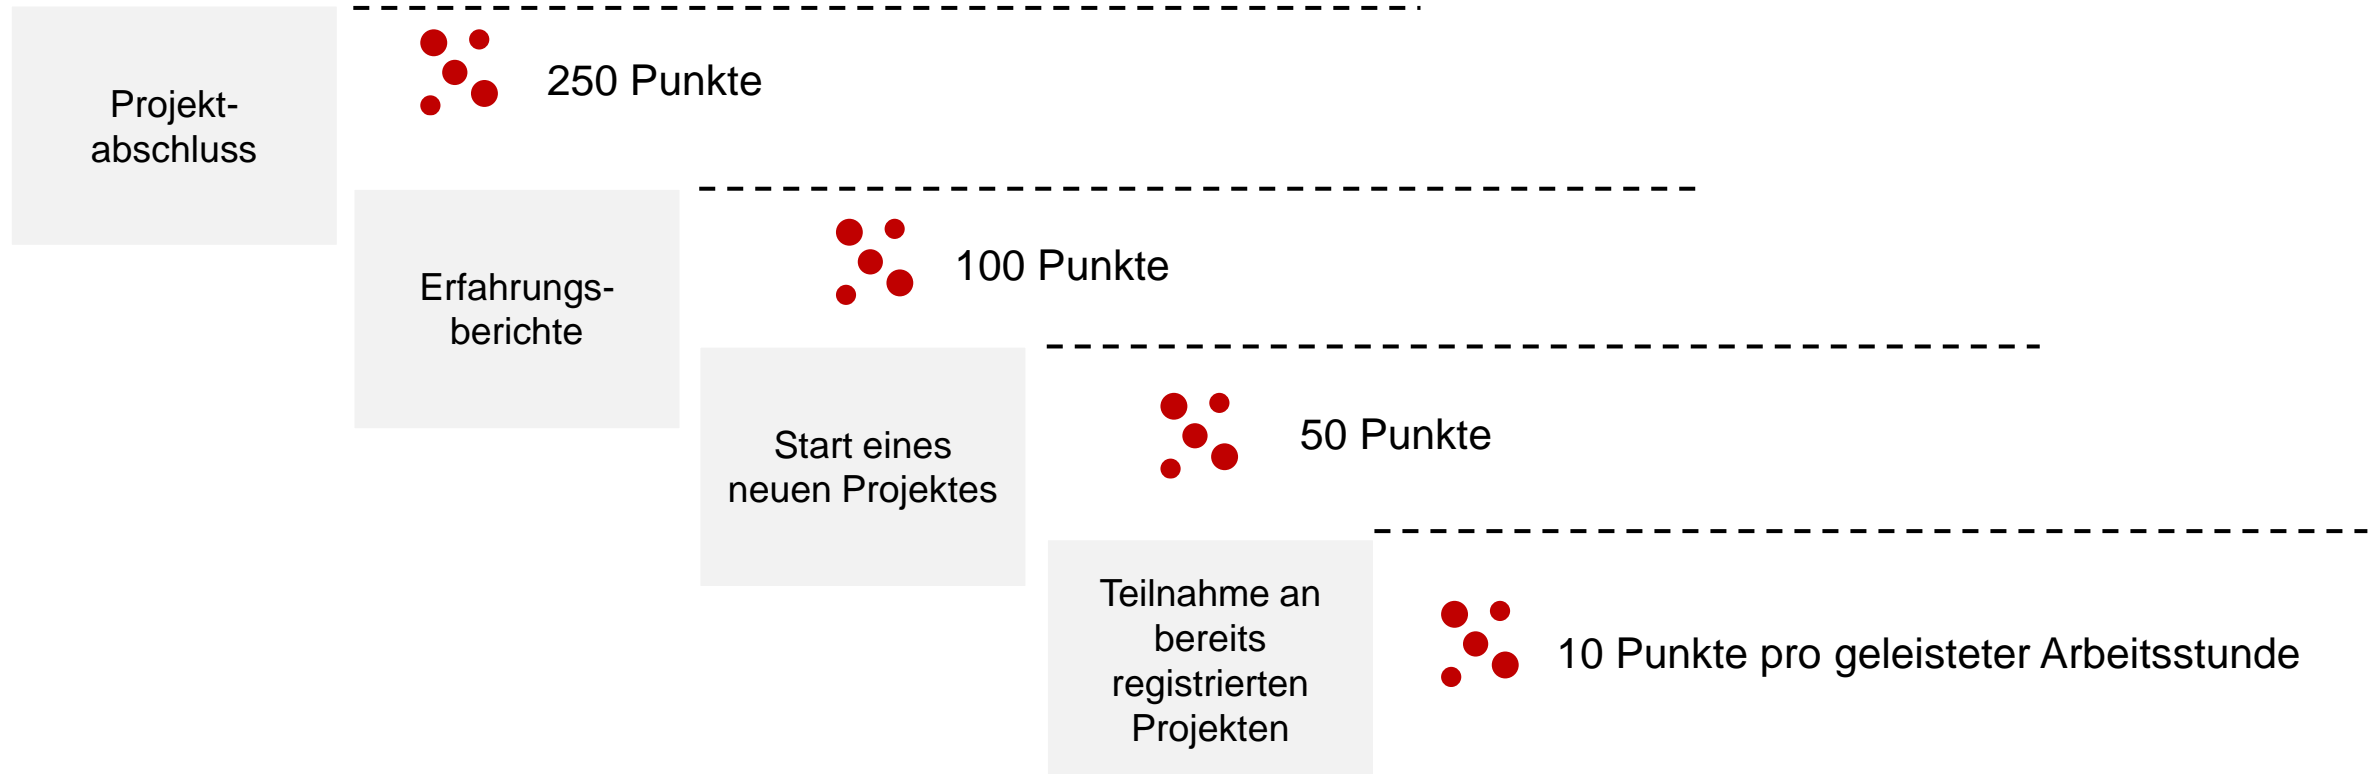 Projekt-
abschluss
250 Punkte
Erfahrungs-
berichte
100 Punkte
Start eines
neuen Projektes
50 Punkte
Teilnahme an
bereits
registrierten
Projekten
10 Punkte pro geleisteter Arbeitsstunde